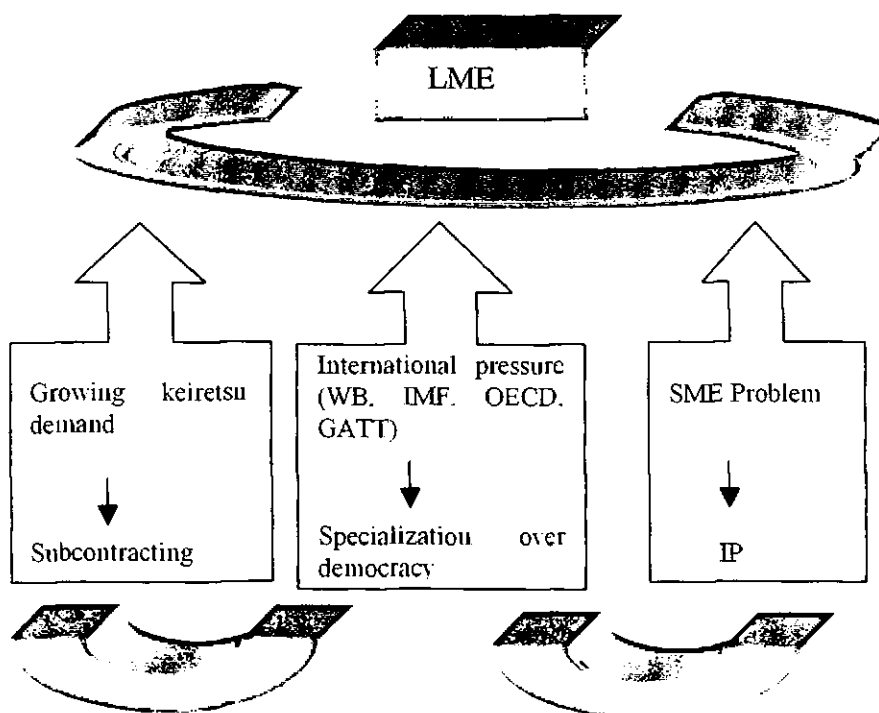 LME
Growing keiretsu
demand
Subcontracting
International pressure
(WB, IMF, OECD,
GATT)
Specialization over
democracy
SME Problem
IP